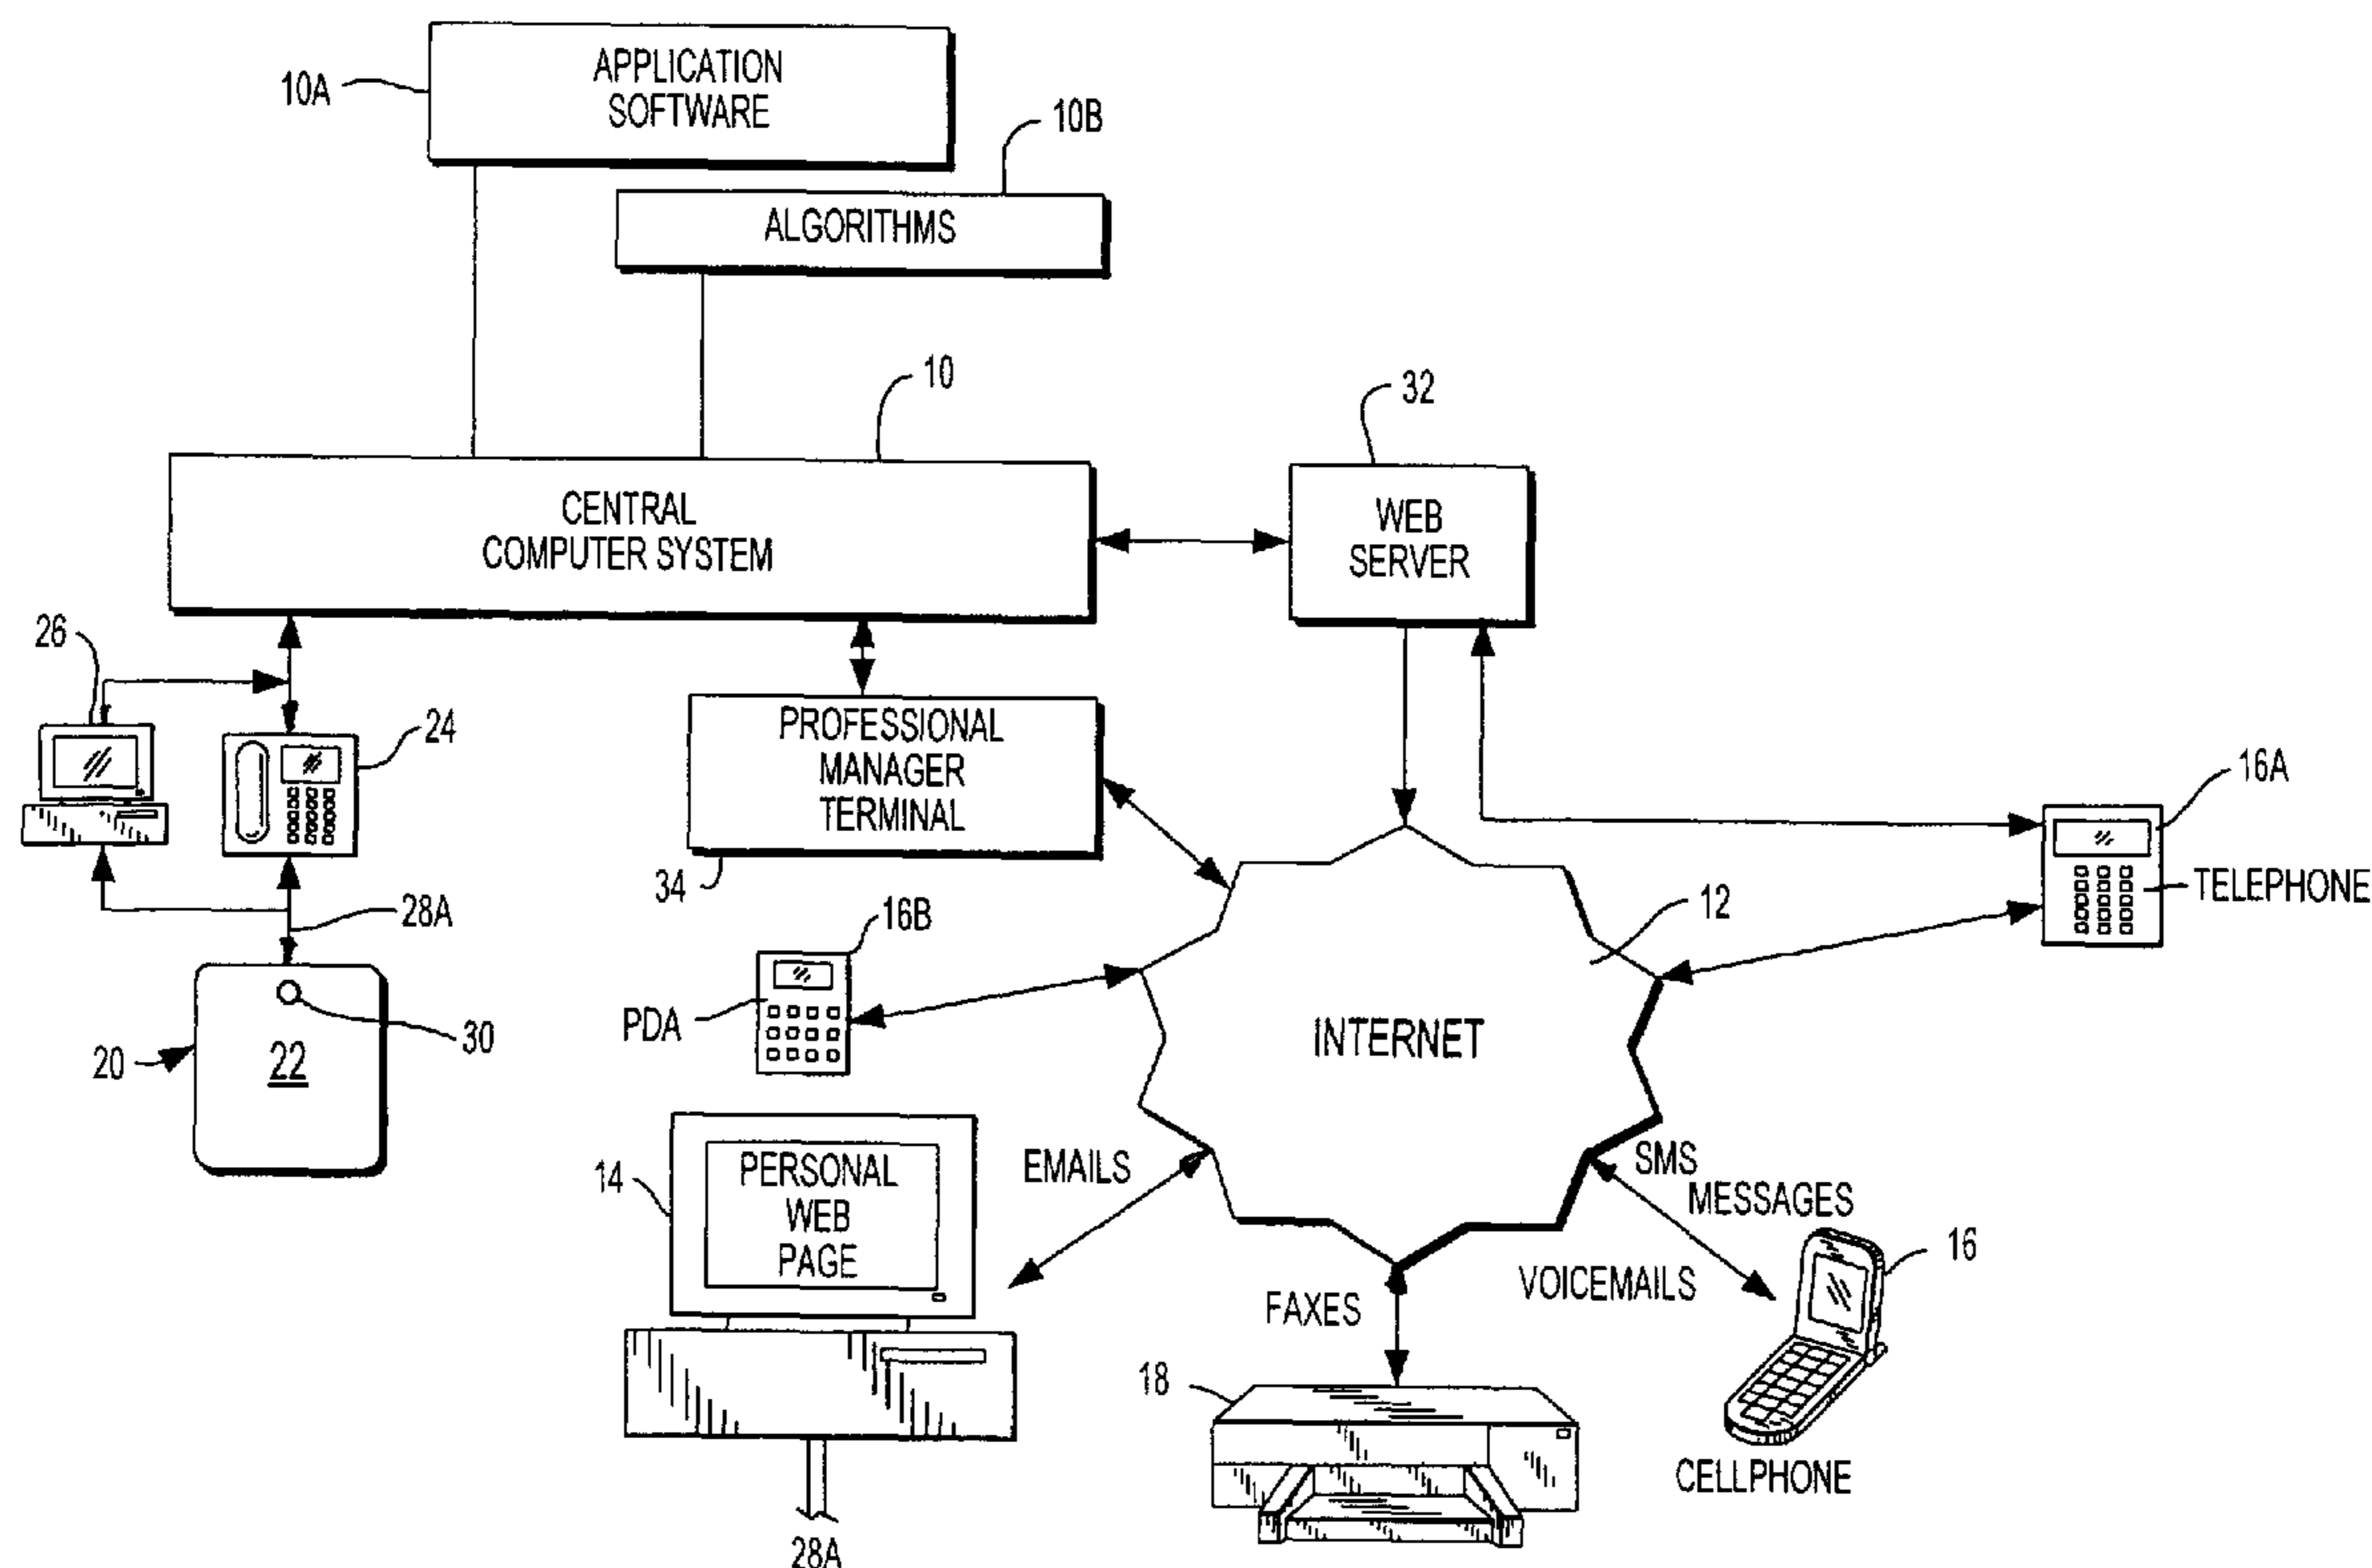 APPLICATION
SOFTWARE
10A
10B
ALGORITHMS
10
32
CENTRAL
COMPUTER SYSTEM
WEB
SERVER
26
24
PROFESSIONAL
MANAGER
TERMINAL
34
16A
TELEPHONE
28A
16B
12
PDA
INTERNET
30
20
22
14
PERSONAL
WEB
PAGE
EMAILS
SMS
MESSAGES
VOICEMAILS
16
FAXES
18
CELLPHONE
28A